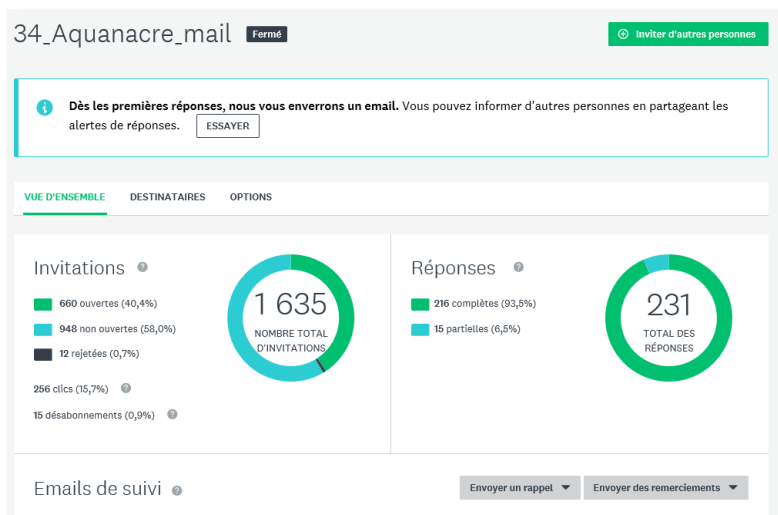 34_Aquanacre_mail Fermé
Inviter d'autres personnes
Dès les premières réponses, nous vous enverrons un email. Vous pouvez informer d'autres personnes en partageant les
alertes de réponses. ESSAYER
VUE D'ENSEMBLE DESTINATAIRES OPTIONS
Invitations
660 ouvertes (40,4%)
948 non ouvertes (58,0%)
12 rejetées (0,7%)
256 clics (15,7%)
15 désabonnements (0,9%)
1 635
NOMBRE TOTAL
D'INVITATIONS
Réponses
216 complètes (93,5%)
15 partielles (6,5%)
231
TOTAL DES
RÉPONSES
Emails de suivi
Envoyer un rappel
Envoyer des remerciements